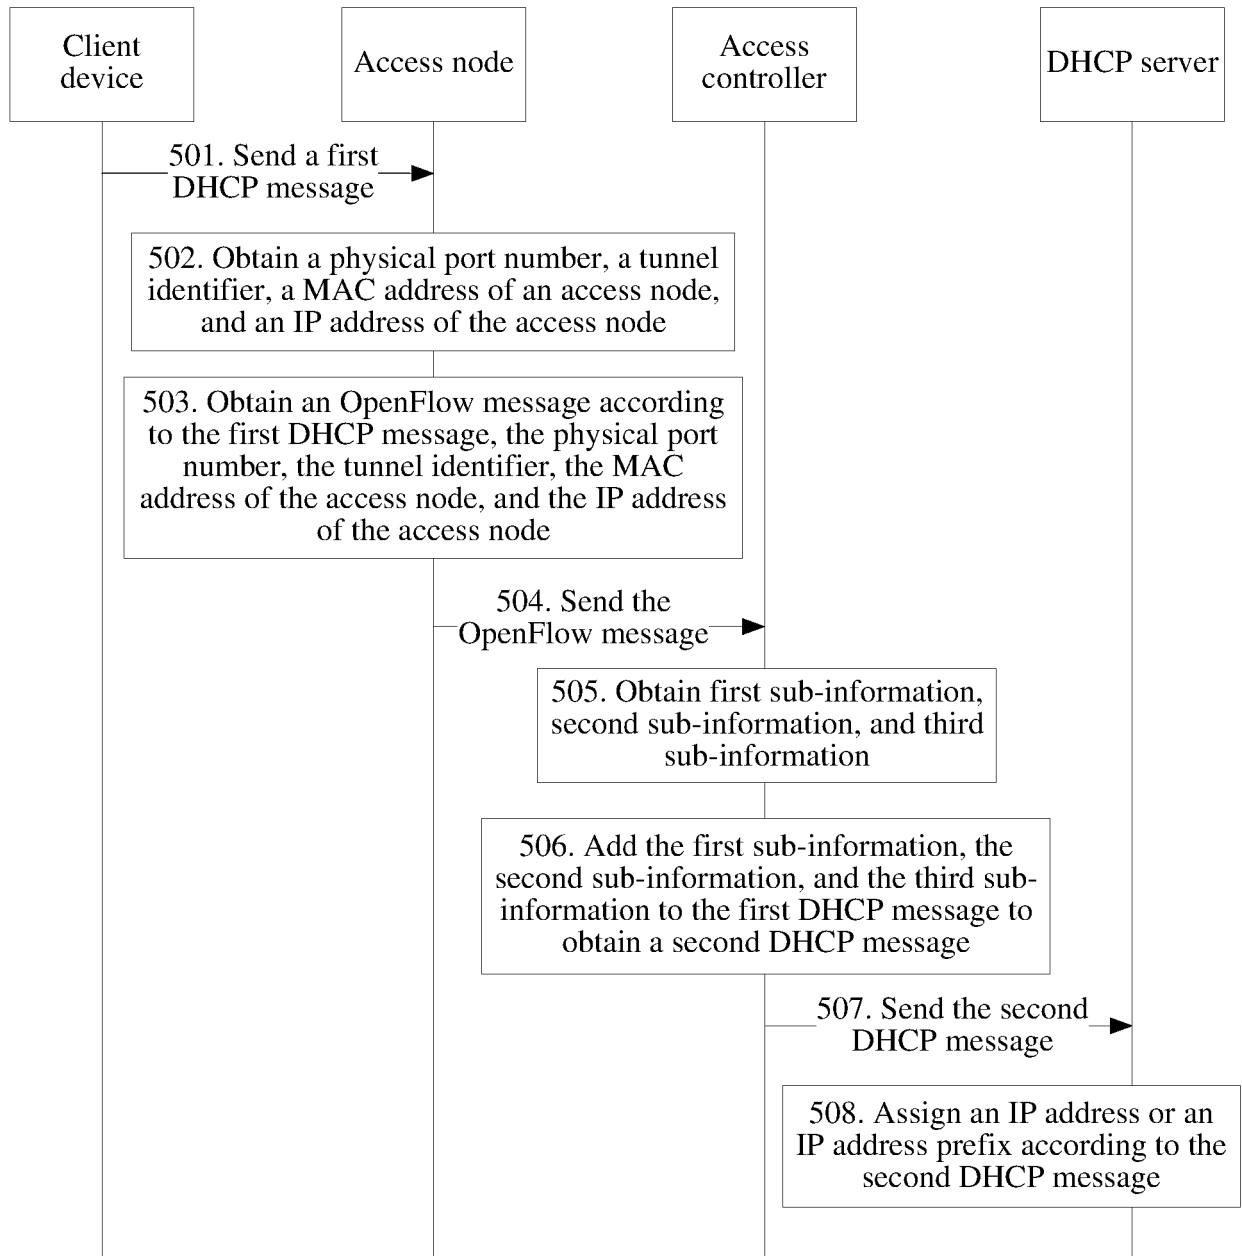 Client
device
Access node
Access
controller
DHCP server
501. Send a first
DHCP message
502. Obtain a physical port number, a tunnel
identifier, a MAC address of an access node,
and an IP address of the access node
503. Obtain an OpenFlow message according
to the first DHCP message, the physical port
number, the tunnel identifier, the MAC
address of the access node, and the IP address
of the access node
504. Send the
OpenFlow message
505. Obtain first sub-information,
second sub-information, and third
sub-information
506. Add the first sub-information, the
second sub-information, and the third sub-
information to the first DHCP message to
obtain a second DHCP message
507. Send the second
DHCP message
508. Assign an IP address or an
IP address prefix according to the
second DHCP message